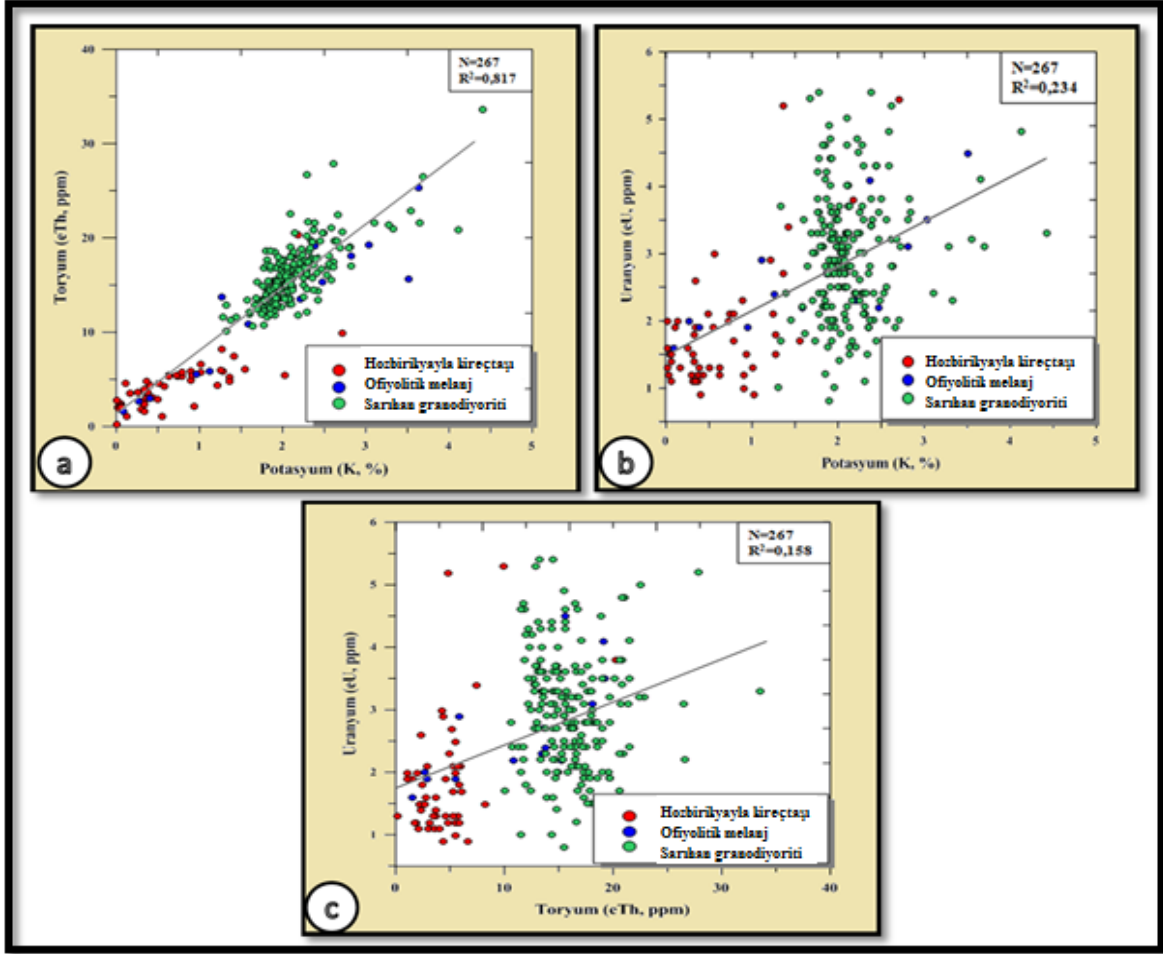 N=267
R²=0,817
Toryum (eTh, ppm)
40
30
20
10
0
Hozbirikyayla kireçtaşı
Ofiyolitik melanj
Sarıhan granodiyoriti
0 1 2 3 4 5
Potasyum (K, %)
a
N=267
R²=0,234
Uranyum (eU, ppm)
6
5
4
3
2
1
Hozbirikyayla kireçtaşı
Ofiyolitik melanj
Sarıhan granodiyoriti
0 1 2 3 4 5
Potasyum (K, %)
b
N=267
R²=0,158
Uranyum (eU, ppm)
6
5
4
3
2
1
Hozbirikyayla kireçtaşı
Ofiyolitik melanj
Sarıhan granodiyoriti
0 10 20 30 40
Toryum (eTh, ppm)
c